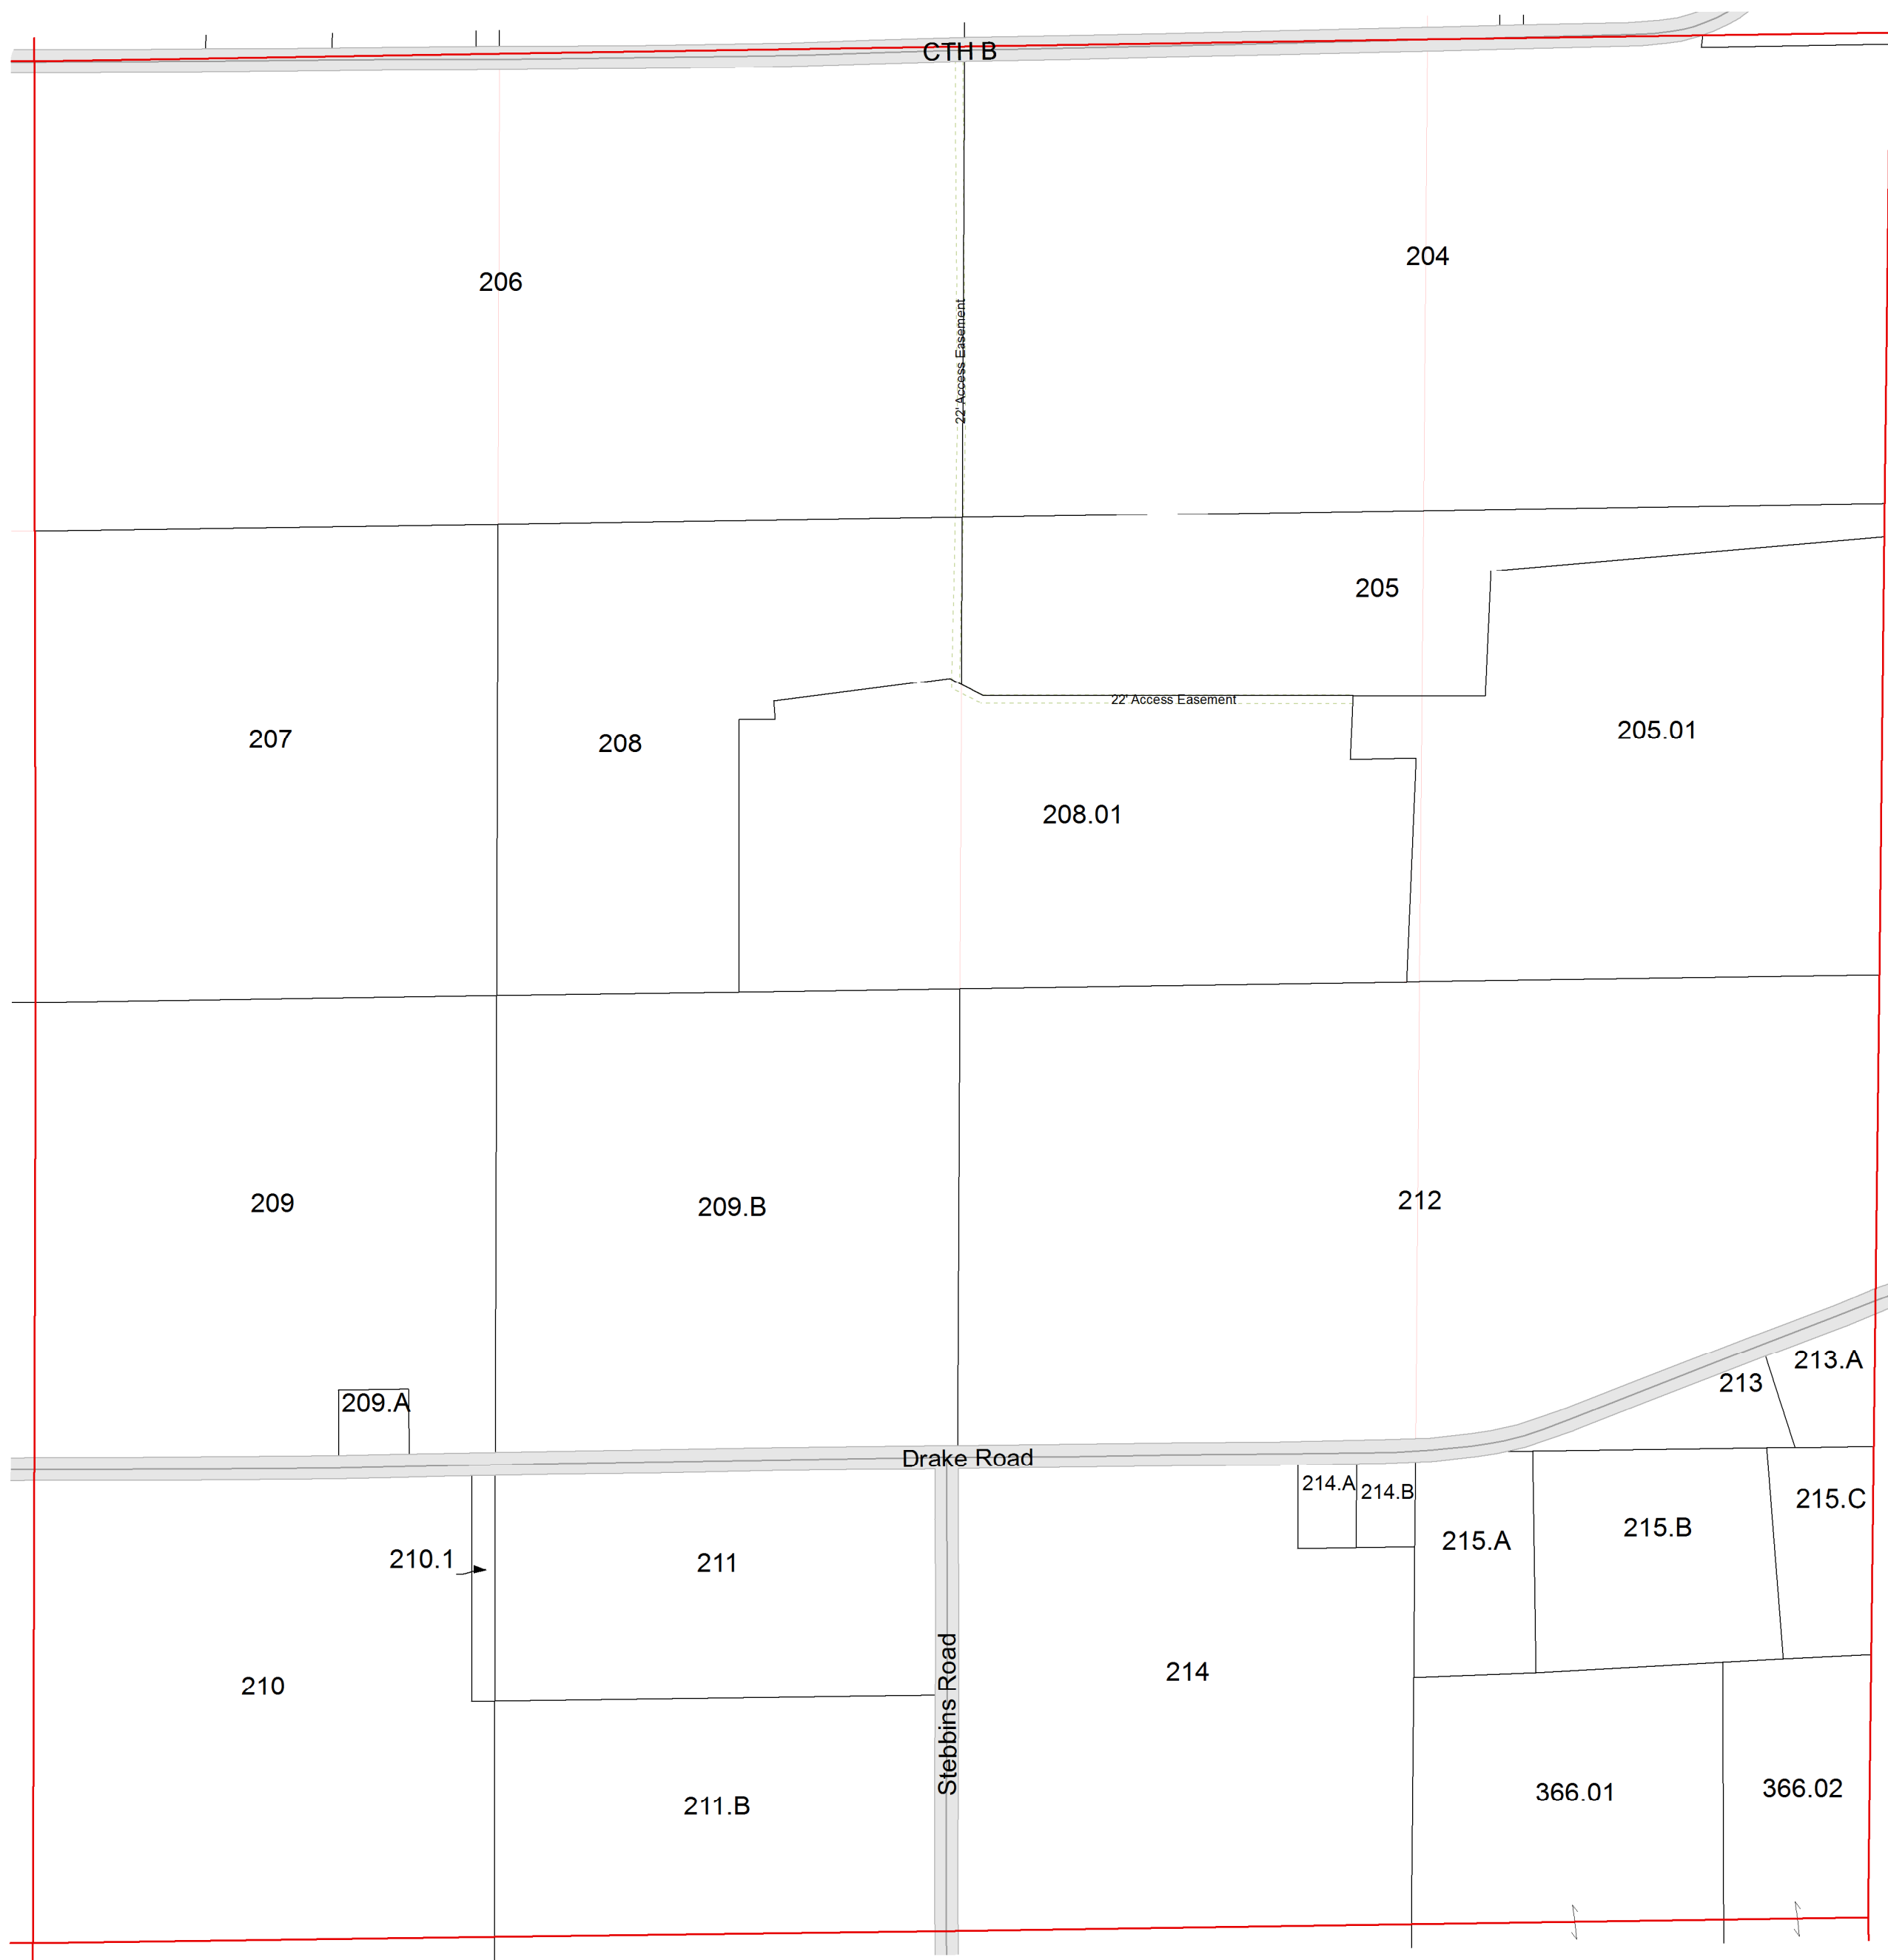 CTH B
206
204
22' Access Easement
205
207
208
22' Access Easement
205.01
208.01
209
209.B
212
213.A
213
209.A
Drake Road
214.A
214.B
215.C
215.A
215.B
210.1
211
214
210
Stebbins Road
366.01
366.02
211.B